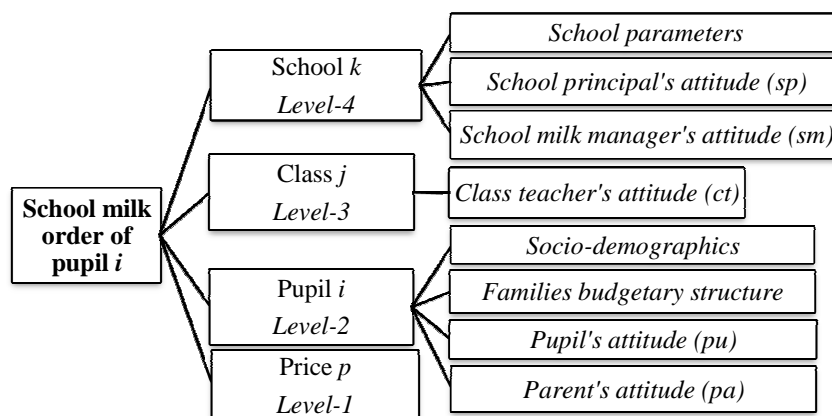 School milk
order of
pupil i
School k
Level-4
School parameters
School principal's attitude (sp)
School milk manager's attitude (sm)
Class j
Level-3
Class teacher's attitude (ct)
Pupil i
Level-2
Socio-demographics
Families budgetary structure
Pupil's attitude (pu)
Parent's attitude (pa)
Price p
Level-1